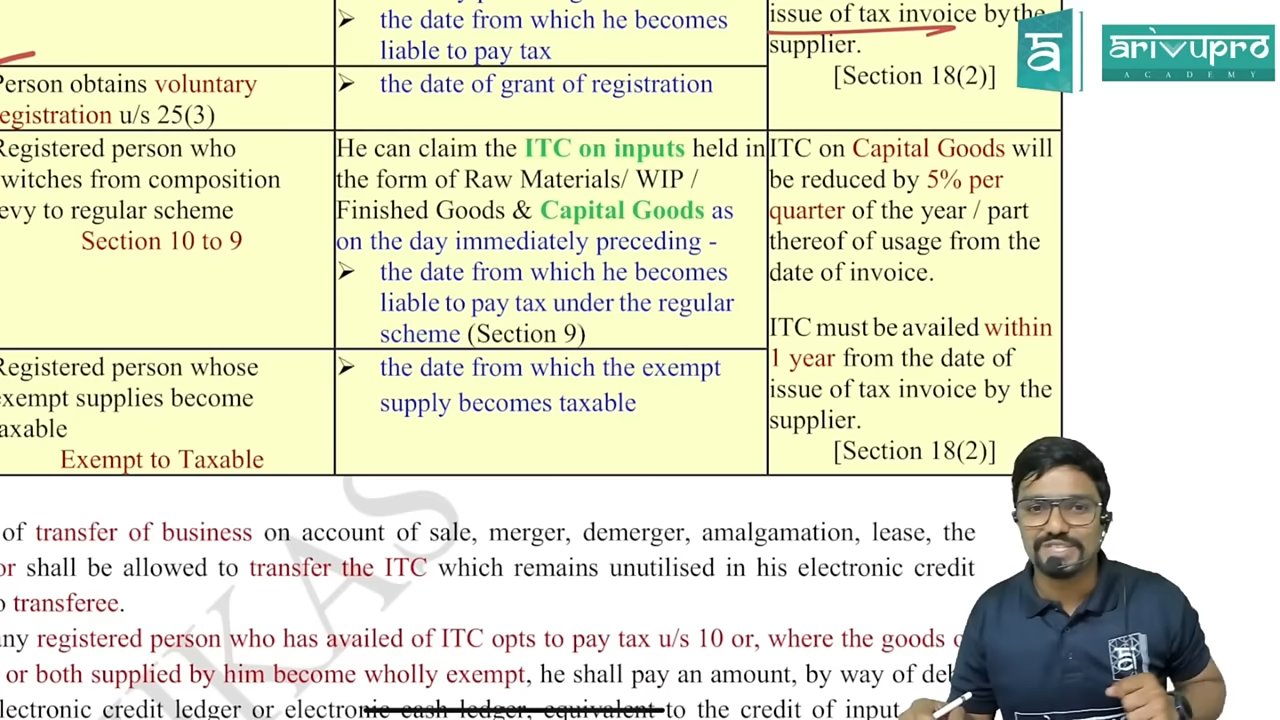 the date from which he becomes
liable to pay tax
issue of tax invoice by the
supplier.
[Section 18(2)]
Person obtains voluntary
registration u/s 25(3)
the date of grant of registration
Registered person who
switches from composition
levy to regular scheme
Section 10 to 9
He can claim the ITC on inputs held in
the form of Raw Materials/ WIP /
Finished Goods & Capital Goods as
on the day immediately preceding -
the date from which he becomes
liable to pay tax under the regular
scheme (Section 9)
ITC on Capital Goods will
be reduced by 5% per
quarter of the year / part
thereof of usage from the
date of invoice.
ITC must be availed within
1 year from the date of
issue of tax invoice by the
supplier.
[Section 18(2)]
Registered person whose
exempt supplies become
taxable
Exempt to Taxable
the date from which the exempt
supply becomes taxable
of transfer of business on account of sale, merger, demerger, amalgamation, lease, the
or shall be allowed to transfer the ITC which remains unutilised in his electronic credit
transferee.
any registered person who has availed of ITC opts to pay tax u/s 10 or, where the goods
or both supplied by him become wholly exempt, he shall pay an amount, by way of
electronic credit ledger or electronic cash ledger, equivalent to the credit of input
arivupro
ACADEMY